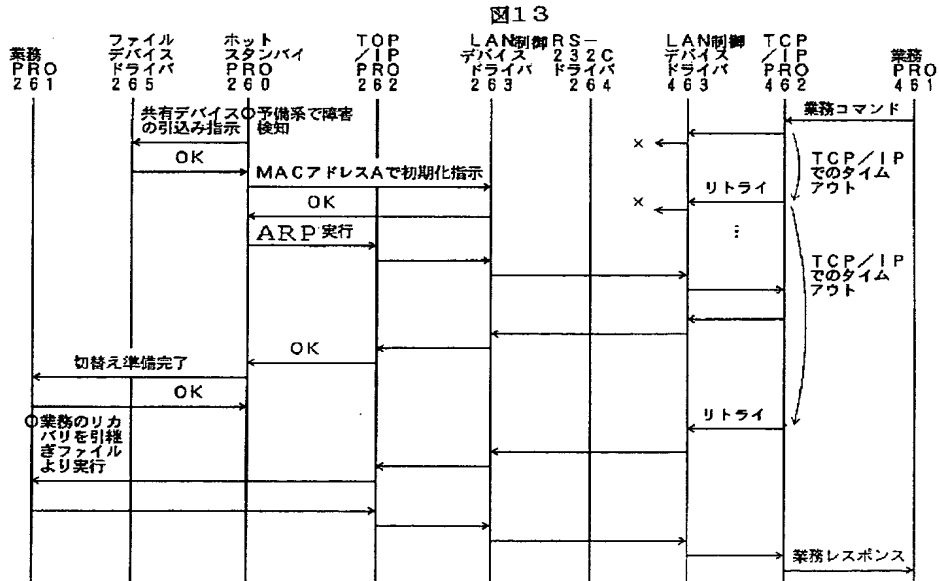 図13
業務
PRO
261
ファイル
デバイス
ドライバ
265
ホット
スタンバイ
PRO
260
TOP
/IP
PRO
262
LAN制御
デバイス
ドライバ
263
RS-
232C
ドライバ
264
LAN制御
デバイス
ドライバ
463
TCP
/IP
PRO
462
業務
PRO
461
共有デバイス
の引込み指示
予備系で障害
検知
業務コマンド
×
OK
TCP/IP
でのタイム
アウト
MACアドレスAで初期化指示
リトライ
×
OK
ARP実行
⋮
TCP/IP
でのタイム
アウト
OK
切替え準備完了
OK
リトライ
業務のリカ
バリを引継
ぎファイル
より実行
業務レスポンス